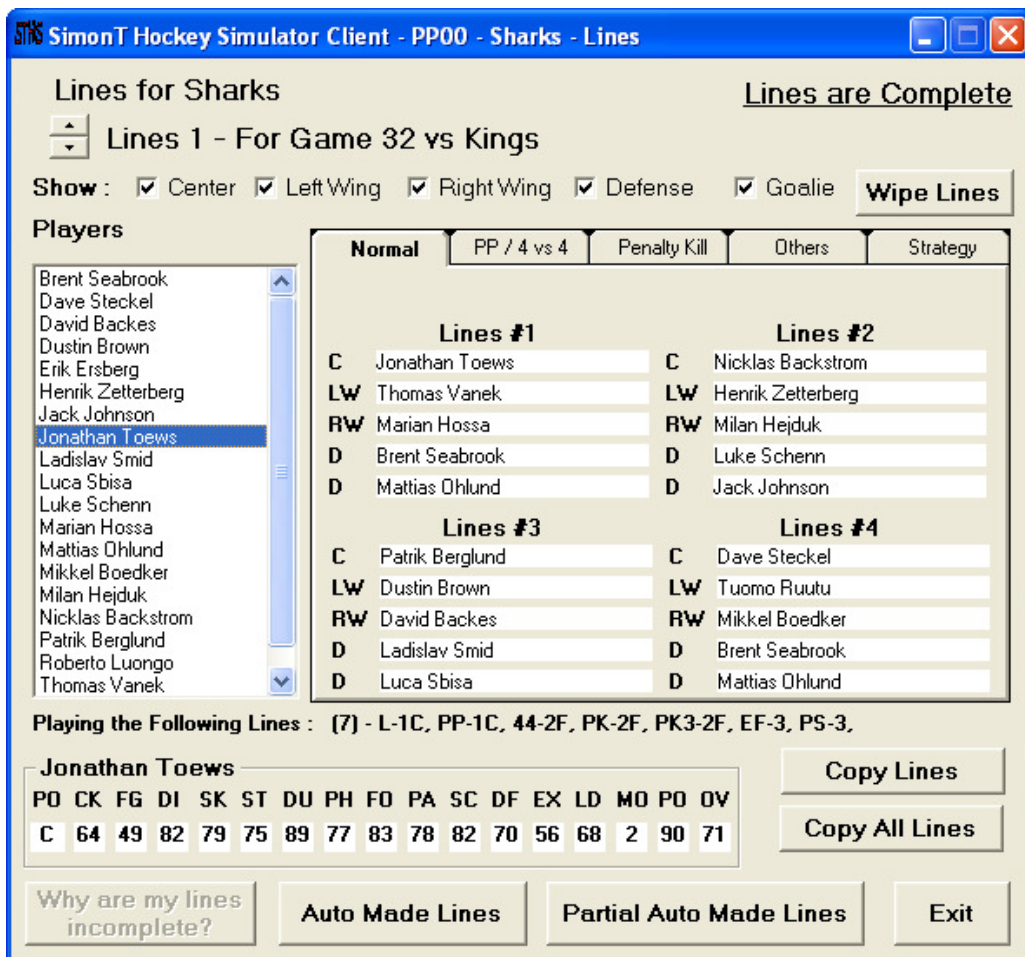 STHS SimonT Hockey Simulator Client - PP00 - Sharks - Lines
Lines for Sharks
Lines are Complete
Lines 1 - For Game 32 vs Kings
Show : Center Left Wing Right Wing Defense Goalie
Wipe Lines
Players
Brent Seabrook
Dave Steckel
David Backes
Dustin Brown
Erik Ersberg
Henrik Zetterberg
Jack Johnson
Jonathan Toews
Ladislav Smid
Luca Sbisa
Luke Schenn
Marian Hossa
Mattias Ohlund
Mikkel Boedker
Milan Hejduk
Nicklas Backstrom
Patrik Berglund
Roberto Luongo
Thomas Vanek
Normal PP / 4 vs 4 Penalty Kill Others Strategy
Lines #1
C Jonathan Toews
LW Thomas Vanek
RW Marian Hossa
D Brent Seabrook
D Mattias Ohlund
Lines #2
C Nicklas Backstrom
LW Henrik Zetterberg
RW Milan Hejduk
D Luke Schenn
D Jack Johnson
Lines #3
C Patrik Berglund
LW Dustin Brown
RW David Backes
D Ladislav Smid
D Luca Sbisa
Lines #4
C Dave Steckel
LW Tuomo Ruutu
RW Mikkel Boedker
D Brent Seabrook
D Mattias Ohlund
Playing the Following Lines : (7) - L-1C, PP-1C, 44-2F, PK-2F, PK3-2F, EF-3, PS-3,
Jonathan Toews
PO CK FG DI SK ST DU PH FO PA SC DF EX LD MO PO OV
C 64 49 82 79 75 89 77 83 78 82 70 56 68 2 90 71
Copy Lines
Copy All Lines
Why are my lines
incomplete?
Auto Made Lines
Partial Auto Made Lines
Exit